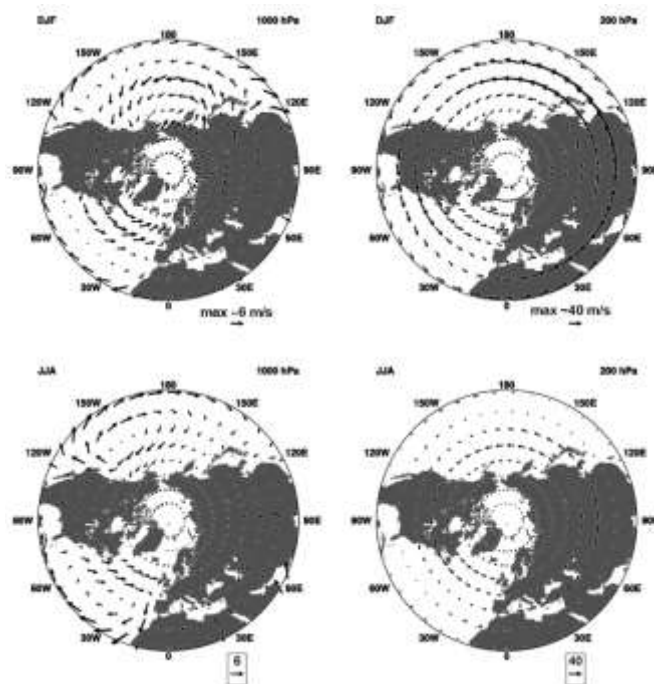 DJF 1000 hPa
180
150W 150E
120W 120E
90W 90E
60W 60E
30W 30E
0
max ~6 m/s
DJF 200 hPa
180
150W 150E
120W 120E
90W 90E
60W 60E
30W 30E
0
max ~40 m/s
JJA 1000 hPa
180
150W 150E
120W 120E
90W 90E
60W 60E
30W 30E
0
6
JJA 200 hPa
180
150W 150E
120W 120E
90W 90E
60W 60E
30W 30E
0
40